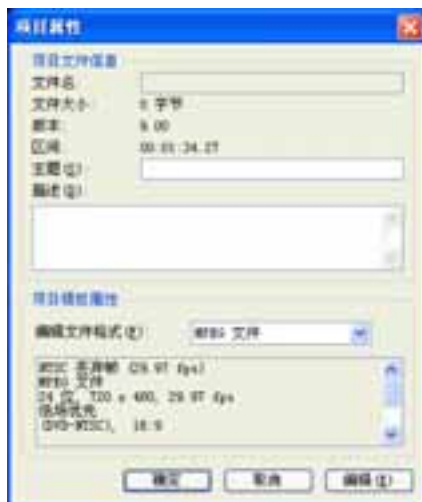 项目属性
项目文件信息
文件名:
文件大小: 0 字节
版本: 9.00
区间: 00:01:34.27
主题(S):
描述(D):
项目模板属性
编辑文件格式(E) MPEG 文件
NTSC 丢弃帧 (29.97 fps)
MPEG 文件
24 位, 720 x 480, 29.97 fps
低场优先
(DVD-NTSC), 16:9
确定 取消 编辑(I)